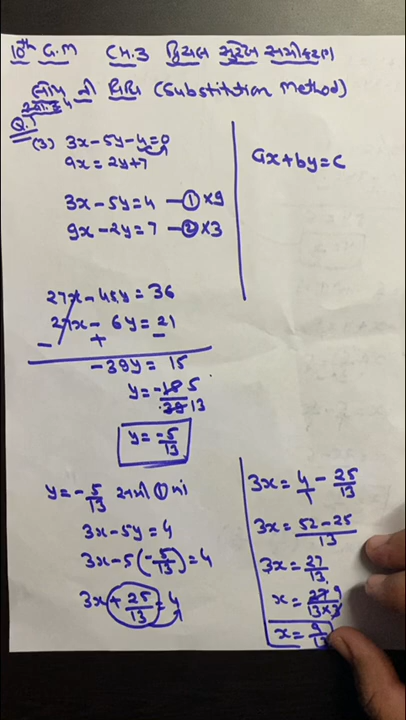 10th G.M CH.3 દ્વિચલ સુરેખ સમીકરણ
લોપ ની રીત (Substitution Method)
સ્વા. 3.4
Q.1
(3) 3x-5y-4=0
9x = 2y+7
3x-5y=4 —① ×9
9x-2y=7 —② ×3
27x-45y=36
27x- 6y=21
- + -
-39y= 15
y=-15 5
39 13
y=-5/13
y=-5/13 સમી ① માં
3x-5y=4
3x-5(-5/13)=4
3x+25/13=4
ax+by=c
3x=4/1-25/13
3x=52-25/13
3x=27/13
x=27 9/13×3
x=9/13